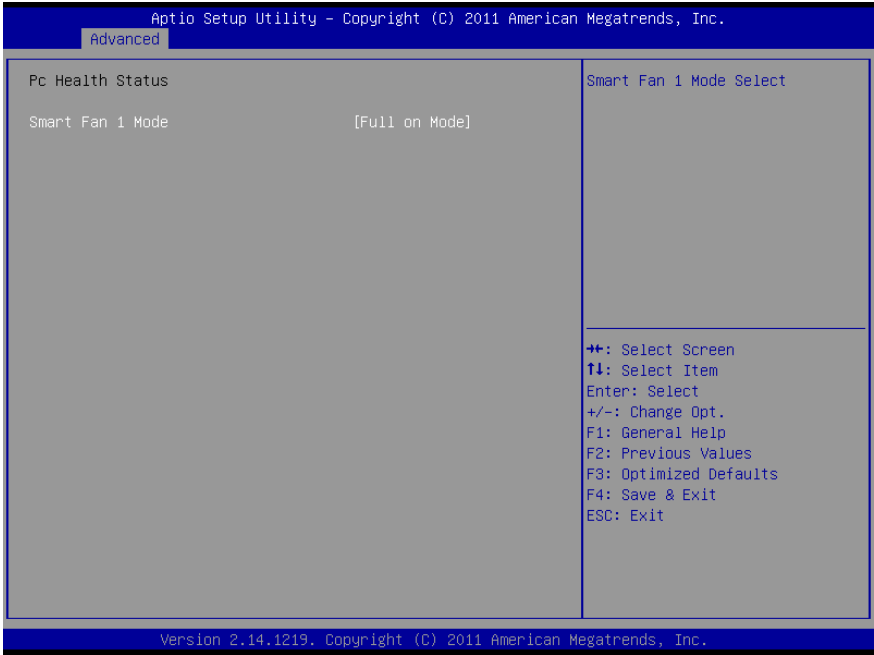 Aptio Setup Utility – Copyright (C) 2011 American Megatrends, Inc.
Advanced
Pc Health Status
Smart Fan 1 Mode [Full on Mode]
Smart Fan 1 Mode Select
→←: Select Screen
↑↓: Select Item
Enter: Select
+/-: Change Opt.
F1: General Help
F2: Previous Values
F3: Optimized Defaults
F4: Save & Exit
ESC: Exit
Version 2.14.1219. Copyright (C) 2011 American Megatrends, Inc.